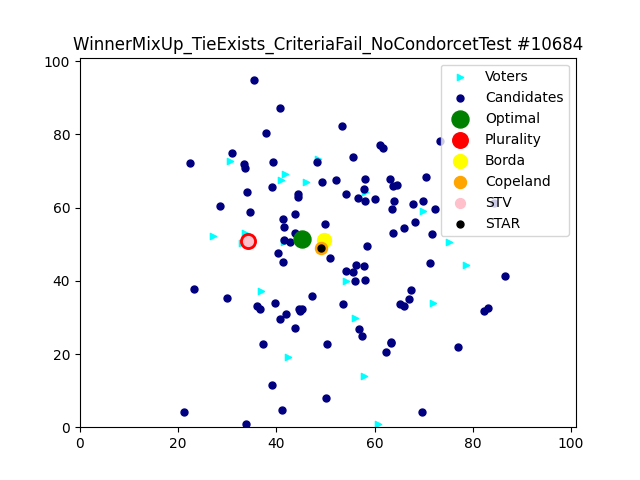 WinnerMixUp_TieExists_CriteriaFail_NoCondorcetTest #10684
100
80
60
40
20
0
0 20 40 60 80 100
Voters
Candidates
Optimal
Plurality
Borda
Copeland
STV
STAR